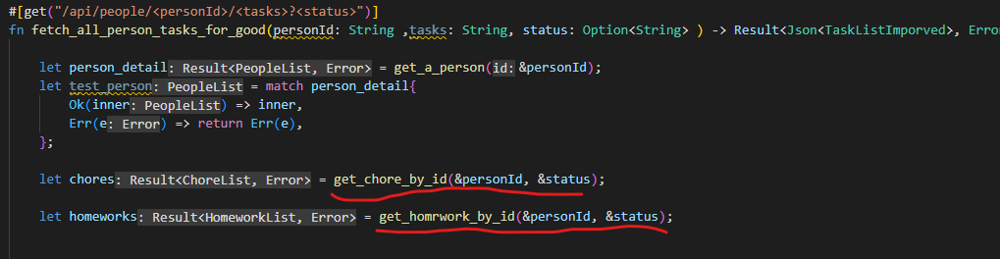 #[get("/api/people/<personId>/<tasks>?<status>")]
fn fetch_all_person_tasks_for_good(personId: String ,tasks: String, status: Option<String> ) -> Result<Json<TaskListImporved>, Erro
let person_detail: Result<PeopleList, Error> = get_a_person(id: &personId);
let test_person: PeopleList = match person_detail{
Ok(inner: PeopleList) => inner,
Err(e: Error) => return Err(e),
};
let chores: Result<ChoreList, Error> = get_chore_by_id(&personId, &status);
let homeworks: Result<HomeworkList, Error> = get_homrwork_by_id(&personId, &status);